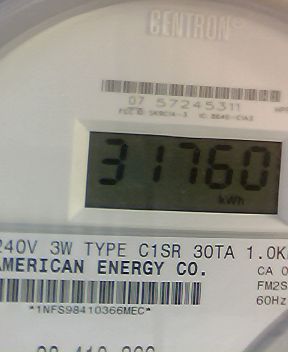 CENTRON®
07 57245311
31760
kWh
240V 3W TYPE C1SR 30TA 1.0K
AMERICAN ENERGY CO.
CA 0
FM2S
60Hz
*1NFS98410366MEC*